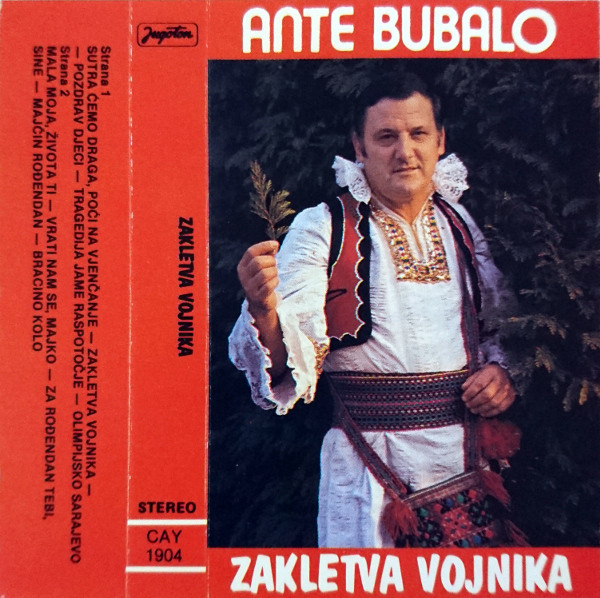 ANTE BUBALO
ZAKLETVA VOJNIKA
Jugoton
ZAKLETVA VOJNIKA
STEREO
CAY
1904
Strana 1
SUTRA ĆEMO DRAGA, POĆI NA VJENČANJE — ZAKLETVA VOJNIKA —
— POZDRAV DJECI — TRAGEDIJA JAME RASPOTOČJE — OLIMPIJSKO SARAJEVO
Strana 2
MALA MOJA, ŽIVOTA TI — VRATI NAM SE, MAJKO — ZA ROĐENDAN TEBI,
SINE — MAJČIN ROĐENDAN — BRACINO KOLO